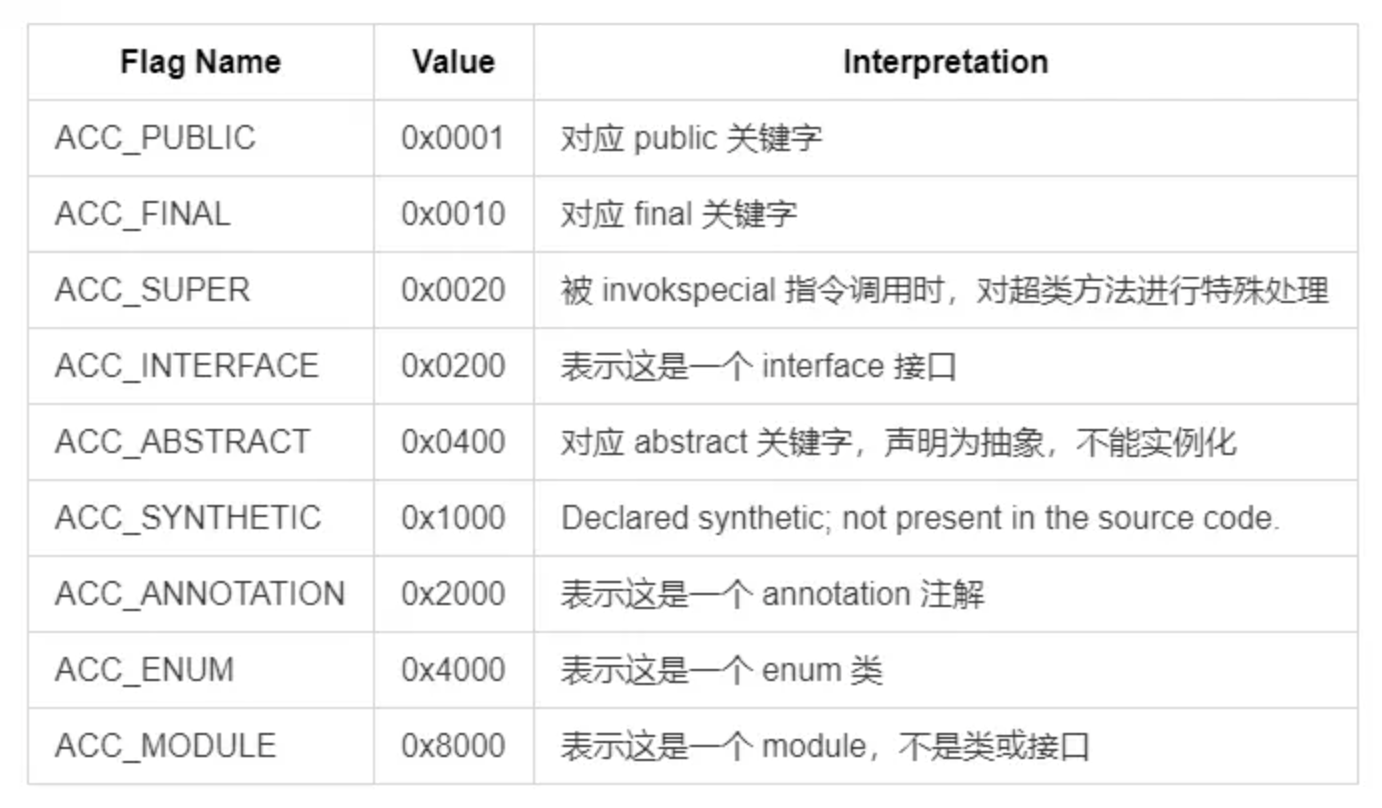 Flag Name Value Interpretation
ACC_PUBLIC 0x0001 对应 public 关键字
ACC_FINAL 0x0010 对应 final 关键字
ACC_SUPER 0x0020 被 invokspecial 指令调用时，对超类方法进行特殊处理
ACC_INTERFACE 0x0200 表示这是一个 interface 接口
ACC_ABSTRACT 0x0400 对应 abstract 关键字，声明为抽象，不能实例化
ACC_SYNTHETIC 0x1000 Declared synthetic; not present in the source code.
ACC_ANNOTATION 0x2000 表示这是一个 annotation 注解
ACC_ENUM 0x4000 表示这是一个 enum 类
ACC_MODULE 0x8000 表示这是一个 module，不是类或接口